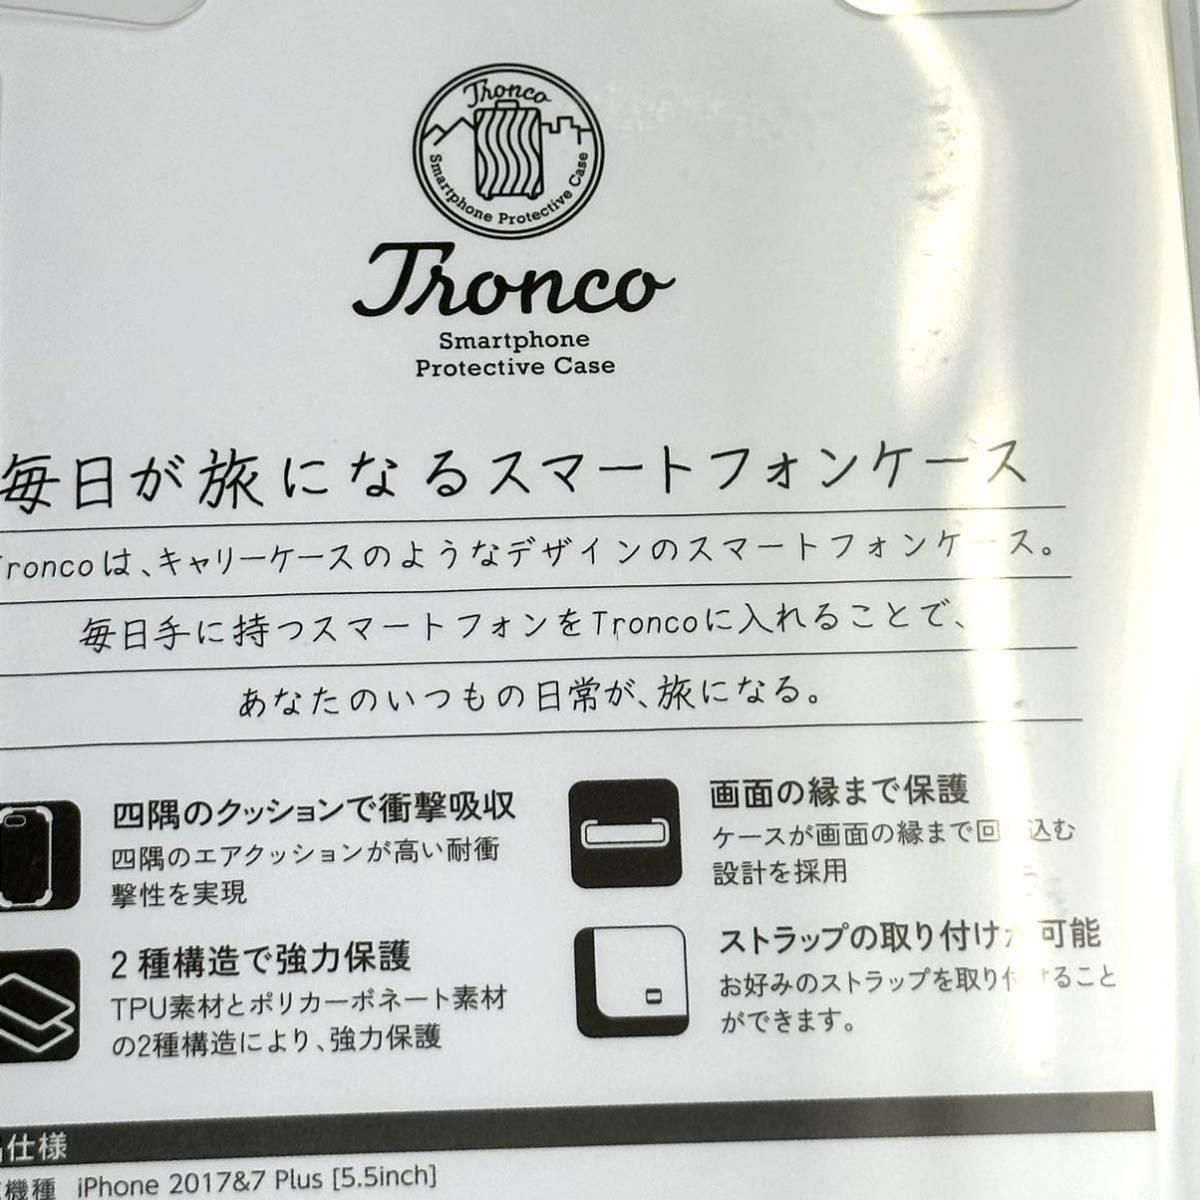 Tronco
Smartphone Protective Case
Tronco
Smartphone
Protective Case
毎日が旅になるスマートフォンケース
Troncoは、キャリーケースのようなデザインのスマートフォンケース。
毎日手に持つスマートフォンをTroncoに入れることで、
あなたのいつもの日常が、旅になる。
四隅のクッションで衝撃吸収
四隅のエアクッションが高い耐衝
撃性を実現
2種構造で強力保護
TPU素材とポリカーボネート素材
の2種構造により、強力保護
画面の縁まで保護
ケースが画面の縁まで回り込む
設計を採用
ストラップの取り付けが可能
お好みのストラップを取り付けること
ができます。
仕様
機種 iPhone 2017&7 Plus [5.5inch]